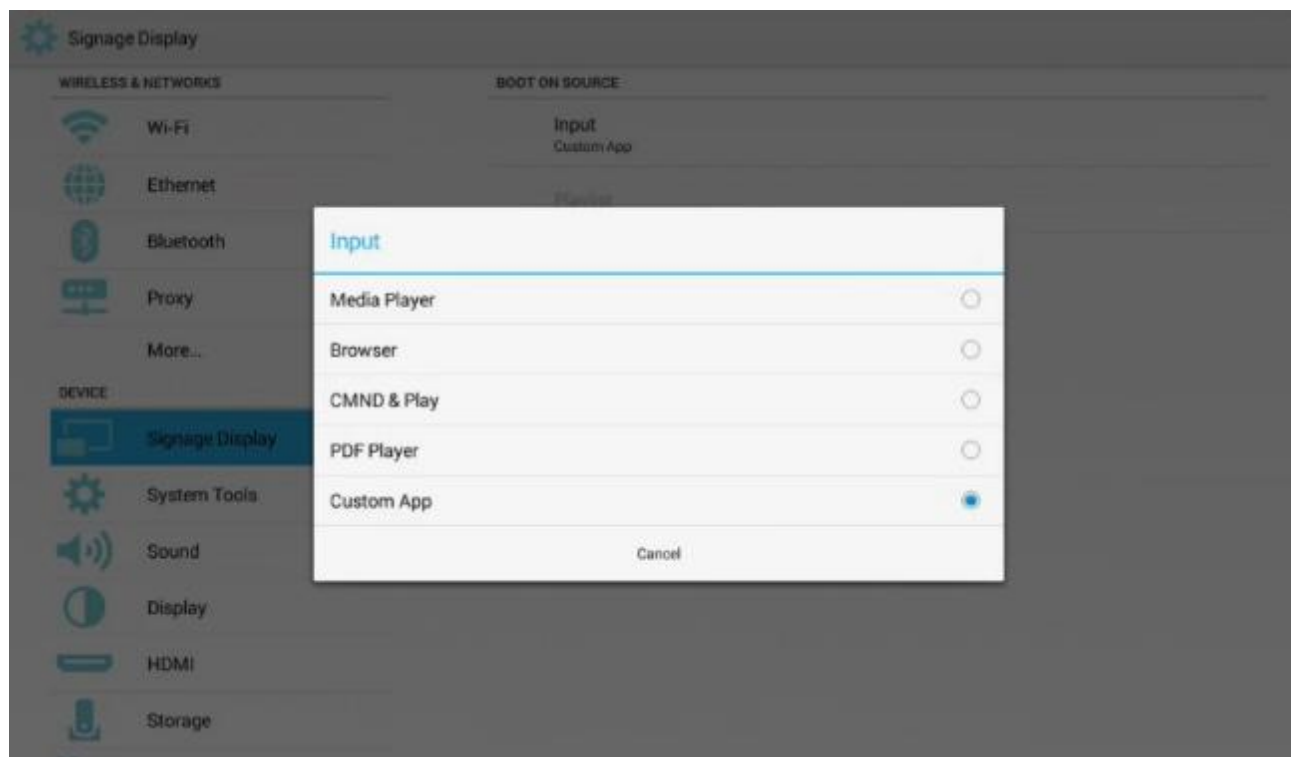 Signage Display
WIRELESS & NETWORKS
Wi-Fi
Ethernet
Bluetooth
Proxy
More...
DEVICE
Signage Display
System Tools
Sound
Display
HDMI
Storage
BOOT ON SOURCE
Input
Custom App
Playlist
Input
Media Player
Browser
CMND & Play
PDF Player
Custom App
Cancel